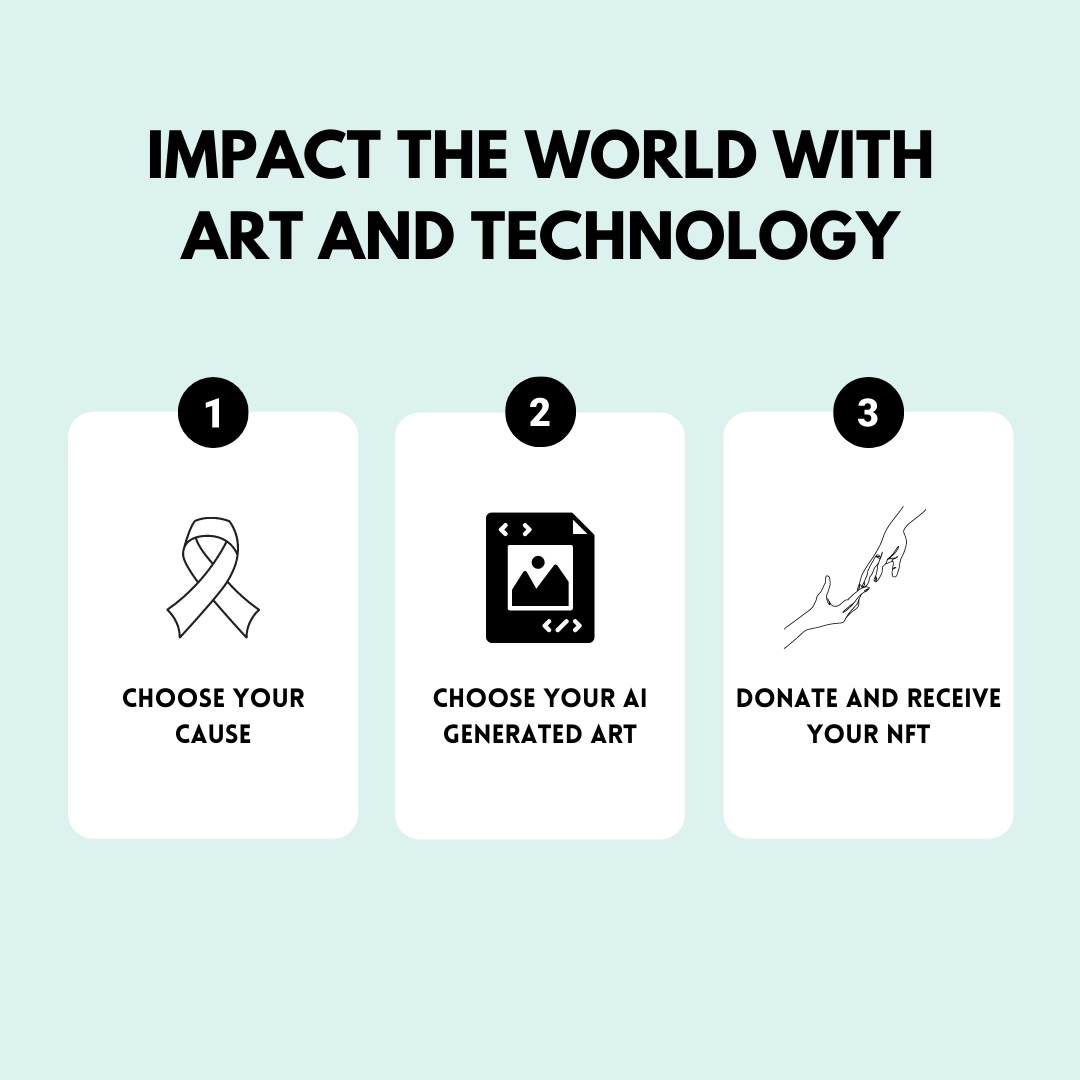 IMPACT THE WORLD WITH
ART AND TECHNOLOGY
1
2
3
CHOOSE YOUR
CAUSE
CHOOSE YOUR AI
GENERATED ART
DONATE AND RECEIVE
YOUR NFT